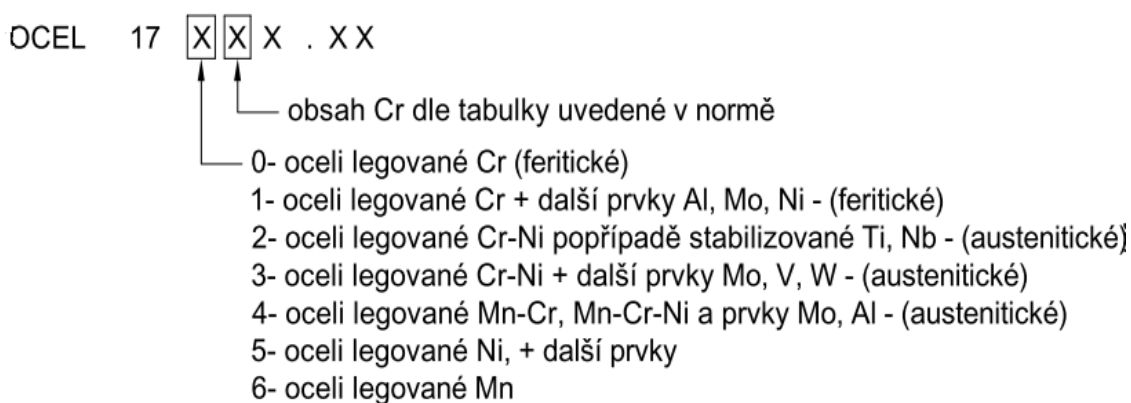 OCEL 17 X X X . X X
obsah Cr dle tabulky uvedené v normě
0- oceli legované Cr (feritické)
1- oceli legované Cr + další prvky Al, Mo, Ni - (feritické)
2- oceli legované Cr-Ni popřípadě stabilizované Ti, Nb - (austenitické)
3- oceli legované Cr-Ni + další prvky Mo, V, W - (austenitické)
4- oceli legované Mn-Cr, Mn-Cr-Ni a prvky Mo, Al - (austenitické)
5- oceli legované Ni, + další prvky
6- oceli legované Mn